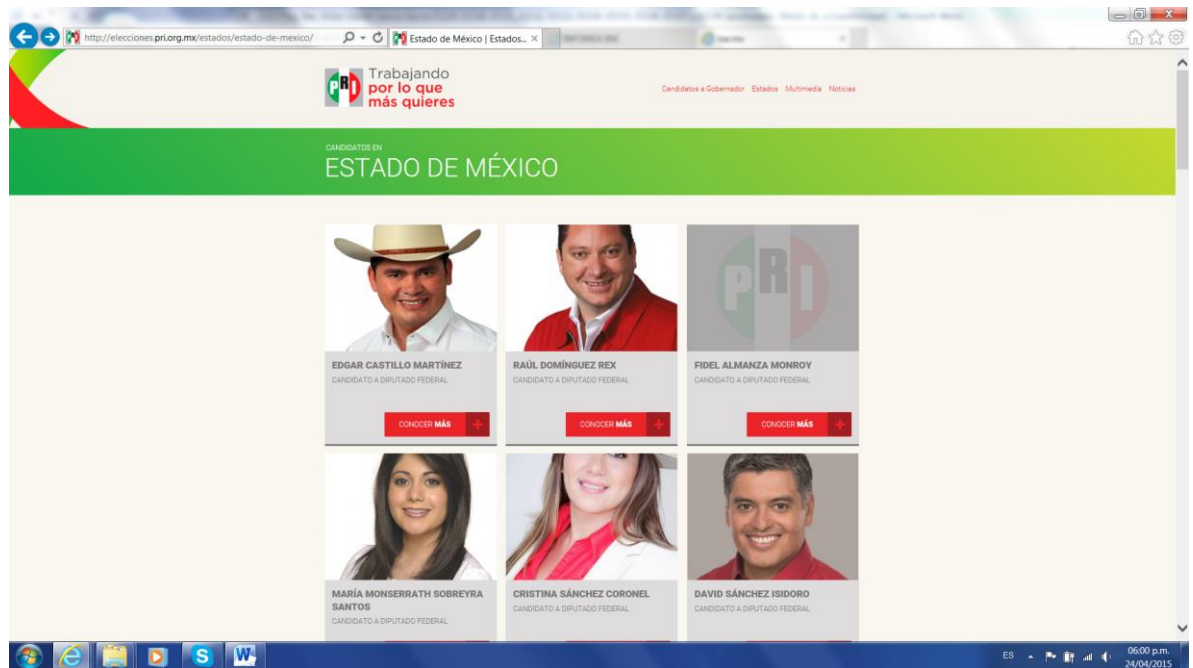 http://elecciones.pri.org.mx/estados/estado-de-mexico/
Estado de México | Estados...
PRI
Trabajando
por lo que
más quieres
Candidatos a Gobernador Estados Multimedia Noticias
CANDIDATOS EN
ESTADO DE MÉXICO
PRI
EDGAR CASTILLO MARTÍNEZ
CANDIDATO A DIPUTADO FEDERAL
CONOCER MÁS +
RAÚL DOMÍNGUEZ REX
CANDIDATO A DIPUTADO FEDERAL
CONOCER MÁS +
FIDEL ALMANZA MONROY
CANDIDATO A DIPUTADO FEDERAL
CONOCER MÁS +
MARÍA MONSERRATH SOBREYRA
SANTOS
CANDIDATO A DIPUTADO FEDERAL
CRISTINA SÁNCHEZ CORONEL
CANDIDATO A DIPUTADO FEDERAL
DAVID SÁNCHEZ ISIDORO
CANDIDATO A DIPUTADO FEDERAL
ES
06:00 p.m.
24/04/2015